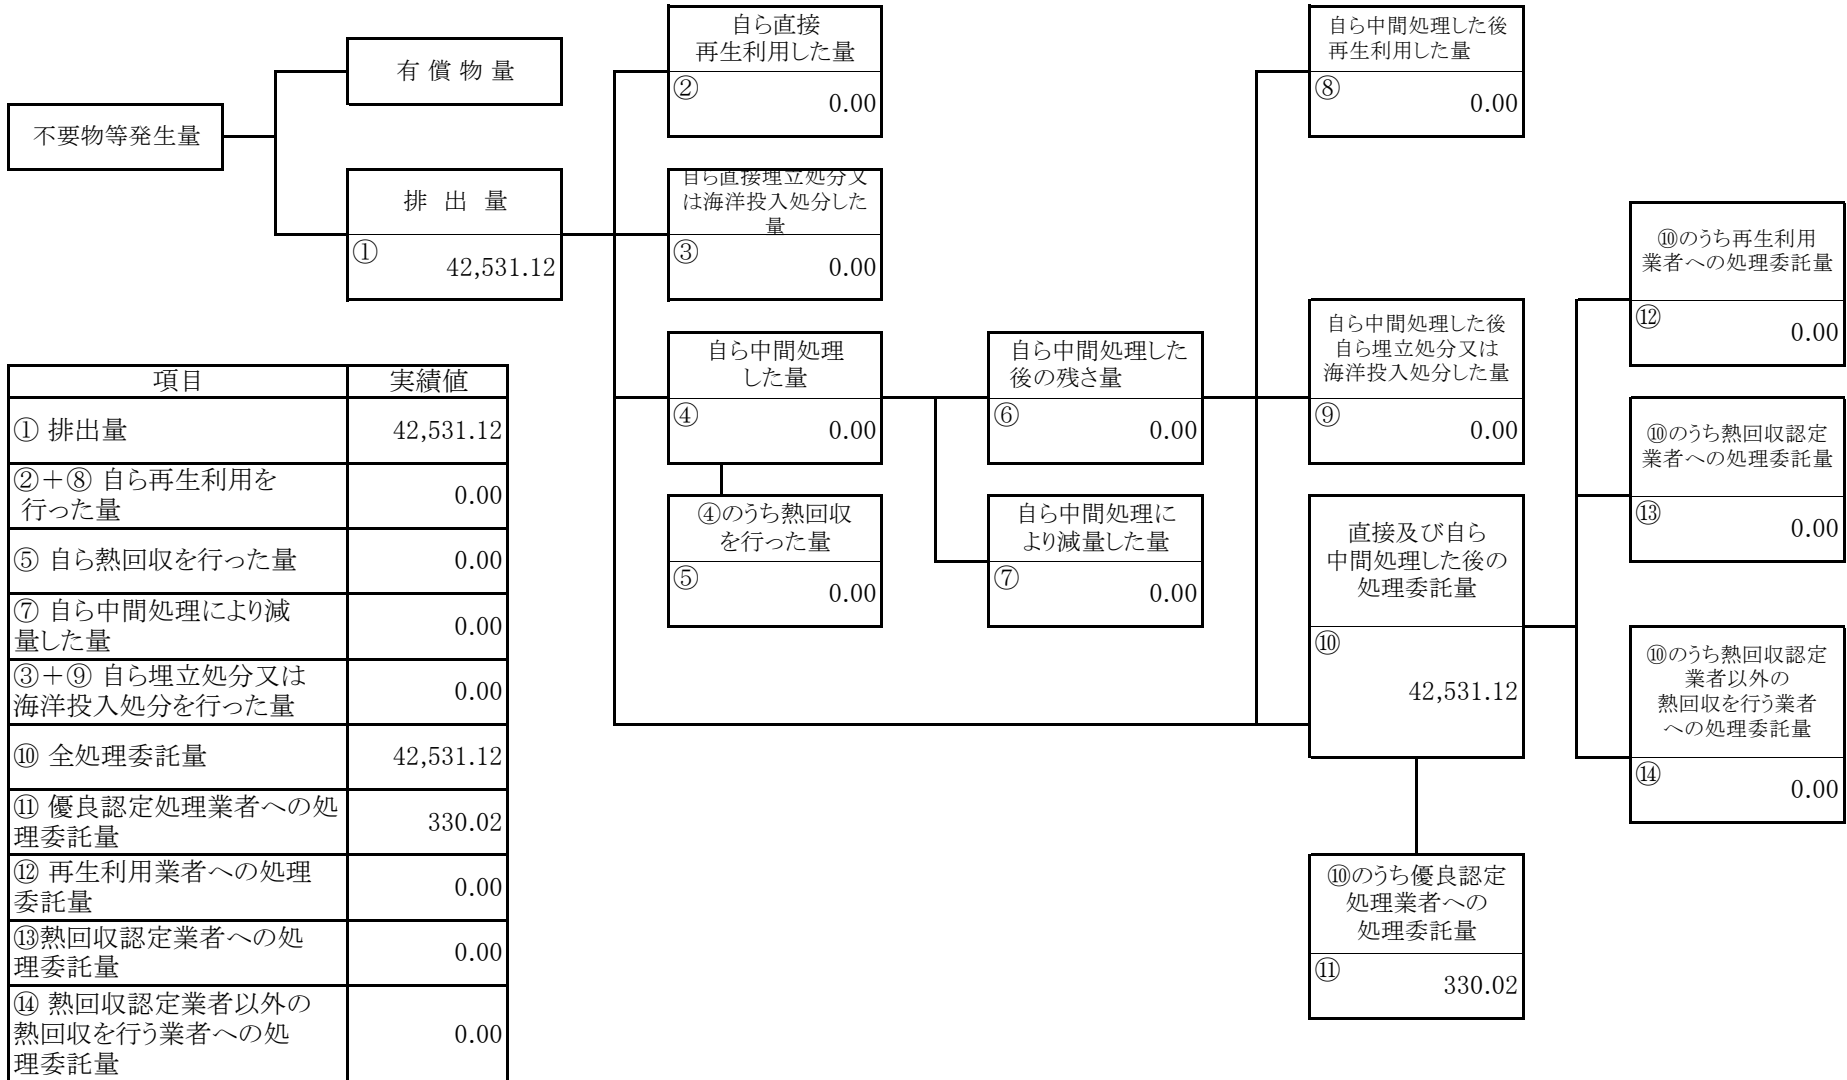 不要物等発生量
有 償 物 量
排 出 量
①
42,531.12
自ら直接
再生利用した量
②
0.00
自ら直接埋立処分又
は海洋投入処分した
量
③
0.00
自ら中間処理
した量
④
0.00
④のうち熱回収
を行った量
⑤
0.00
自ら中間処理した
後の残さ量
⑥
0.00
自ら中間処理に
より減量した量
⑦
0.00
自ら中間処理した後
再生利用した量
⑧
0.00
自ら中間処理した後
自ら埋立処分又は
海洋投入処分した量
⑨
0.00
直接及び自ら
中間処理した後の
処理委託量
⑩
42,531.12
⑩のうち優良認定
処理業者への
処理委託量
⑪
330.02
⑩のうち再生利用
業者への処理委託量
⑫
0.00
⑩のうち熱回収認定
業者への処理委託量
⑬
0.00
⑩のうち熱回収認定
業者以外の
熱回収を行う業者
への処理委託量
⑭
0.00
項目 実績値
① 排出量 42,531.12
②＋⑧ 自ら再生利用を
行った量 0.00
⑤ 自ら熱回収を行った量 0.00
⑦ 自ら中間処理により減
量した量 0.00
③＋⑨ 自ら埋立処分又は
海洋投入処分を行った量 0.00
⑩ 全処理委託量 42,531.12
⑪ 優良認定処理業者への処
理委託量 330.02
⑫ 再生利用業者への処理
委託量 0.00
⑬熱回収認定業者への処
理委託量 0.00
⑭ 熱回収認定業者以外の
熱回収を行う業者への処
理委託量 0.00